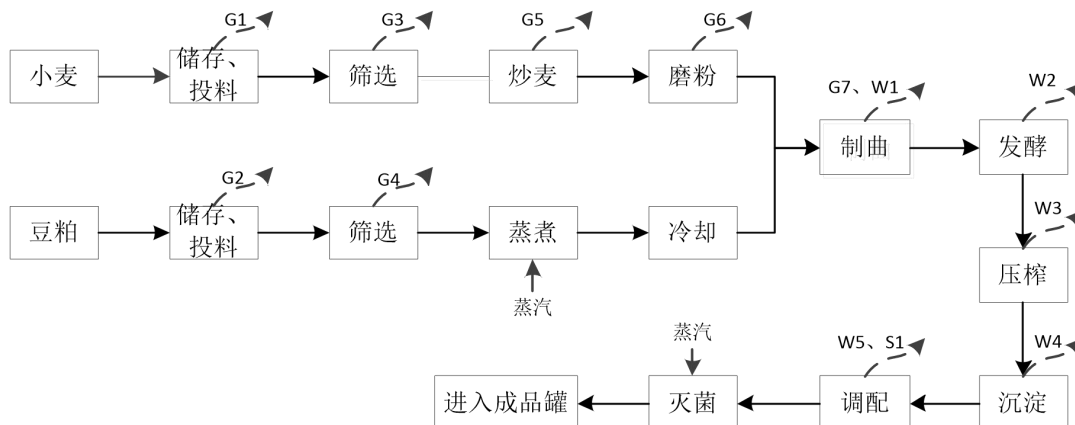 G1
G3
G5
G6
小麦
储存、
投料
筛选
炒麦
磨粉
G7、W1
W2
制曲
发酵
G2
G4
豆粕
储存、
投料
筛选
蒸煮
冷却
W3
压榨
蒸汽
蒸汽
W5、S1
W4
进入成品罐
灭菌
调配
沉淀